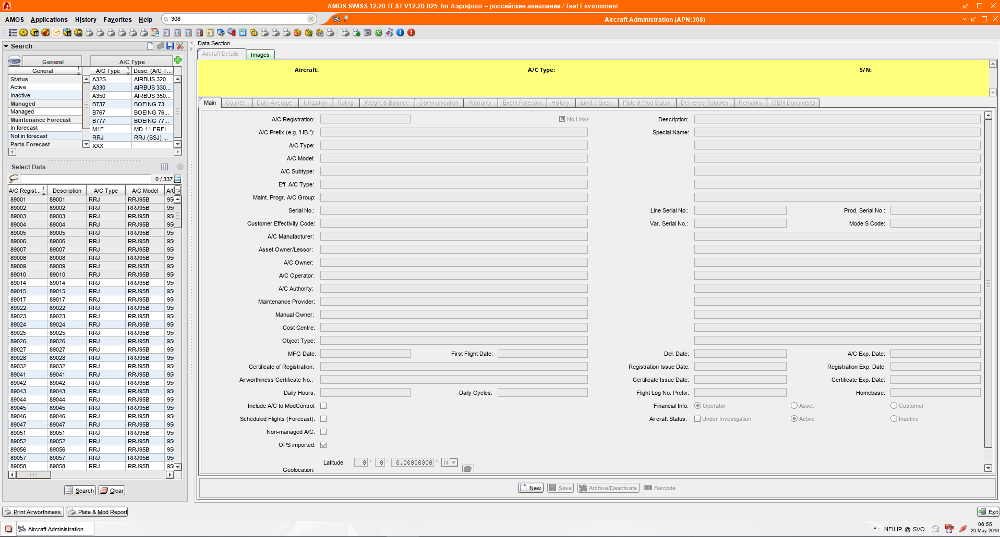 AMOS SWISS 12.20 TEST V12.20-025 for Аэрофлот – российские авиалинии / Test Environment
AMOS Applications History Favorites Help 308
Aircraft Administration (APN:308)
Search
General A/C Type
General 1 A/C Type 1 Desc. (A/C T...
Status A32S AIRBUS 320...
Active A330 AIRBUS 330...
Inactive A350 AIRBUS 350...
Managed B737 BOEING 73...
Managed B767 BOEING 76...
Maintenance Forecast B777 BOEING 77...
In forecast M1F MD-11 FREI...
Not in forecast RRJ RRJ (SSJ) ...
Parts Forecast XXX
Select Data
0 / 337
A/C Regist... 1 Description A/C Type A/C Model A/C
89001 89001 RRJ RRJ95B 95
89002 89002 RRJ RRJ95B 95
89003 89003 RRJ RRJ95B 95
89004 89004 RRJ RRJ95B 95
89005 89005 RRJ RRJ95B 95
89006 89006 RRJ RRJ95B 95
89007 89007 RRJ RRJ95B 95
89008 89008 RRJ RRJ95B 95
89009 89009 RRJ RRJ95B 95
89010 89010 RRJ RRJ95B 95
89014 89014 RRJ RRJ95B 95
89015 89015 RRJ RRJ95B 95
89017 89017 RRJ RRJ95B 95
89022 89022 RRJ RRJ95B 95
89023 89023 RRJ RRJ95B 95
89024 89024 RRJ RRJ95B 95
89025 89025 RRJ RRJ95B 95
89026 89026 RRJ RRJ95B 95
89027 89027 RRJ RRJ95B 95
89028 89028 RRJ RRJ95B 95
89032 89032 RRJ RRJ95B 95
89041 89041 RRJ RRJ95B 95
89042 89042 RRJ RRJ95B 95
89043 89043 RRJ RRJ95B 95
89044 89044 RRJ RRJ95B 95
89045 89045 RRJ RRJ95B 95
89046 89046 RRJ RRJ95B 95
89047 89047 RRJ RRJ95B 95
89051 89051 RRJ RRJ95B 95
89052 89052 RRJ RRJ95B 95
89056 89056 RRJ RRJ95B 95
89057 89057 RRJ RRJ95B 95
89058 89058 RRJ RRJ95B 95
Search Clear
Data Section
Aircraft Details Images
Aircraft: A/C Type: S/N:
Main Counter Daily Average Utilization Rating Weight & Balance Communication Warranty Event Forecast History Limit. / Spec. Plate & Mod Status Delivered Rotables Remarks OEM Documents
A/C Registration: No Links Description:
A/C Prefix (e.g. 'HB-'): Special Name:
A/C Type:
A/C Model:
A/C Subtype:
Eff. A/C Type:
Maint. Progr. A/C Group:
Serial No.: Line Serial No.: Prod. Serial No.:
Customer Effectivity Code: Var. Serial No.: Mode S Code:
A/C Manufacturer:
Asset Owner/Lessor:
A/C Owner:
A/C Operator:
A/C Authority:
Maintenance Provider:
Manual Owner:
Cost Centre:
Object Type:
MFG Date: First Flight Date: Del. Date: A/C Exp. Date:
Certificate of Registration: Registration Issue Date: Registration Exp. Date:
Airworthiness Certificate No.: Certificate Issue Date: Certificate Exp. Date:
Daily Hours: Daily Cycles: Flight Log No. Prefix: Homebase:
Include A/C to ModControl: Financial Info: Operator Asset Customer
Scheduled Flights (Forecast): Aircraft Status: Under Investigation Active Inactive
Non-managed A/C:
OPS imported:
Latitude 0 ° 0 ' 0.00000000 " N
Geolocation:
New Save Archive/Deactivate Barcode
Print Airworthiness Plate & Mod Report Exit
Aircraft Administration
^ NFILIP @ SVO 06:55
20.May.2019